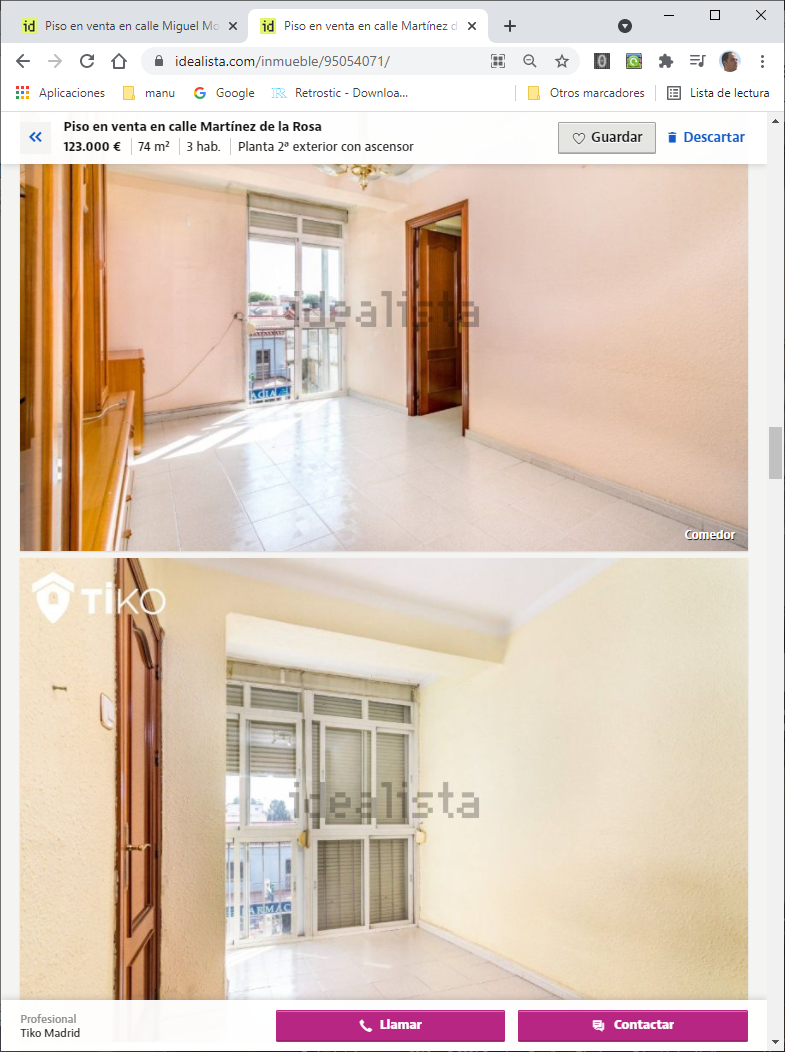 id Piso en venta en calle Miguel Mo
id Piso en venta en calle Martínez d
idealista.com/inmueble/95054071/
Aplicaciones manu Google Retrostic - Downloa... Otros marcadores Lista de lectura
Piso en venta en calle Martínez de la Rosa
123.000 € 74 m² 3 hab. Planta 2ª exterior con ascensor
Guardar Descartar
idealista
Comedor
TiKO
idealista
Profesional
Tiko Madrid
Llamar
Contactar